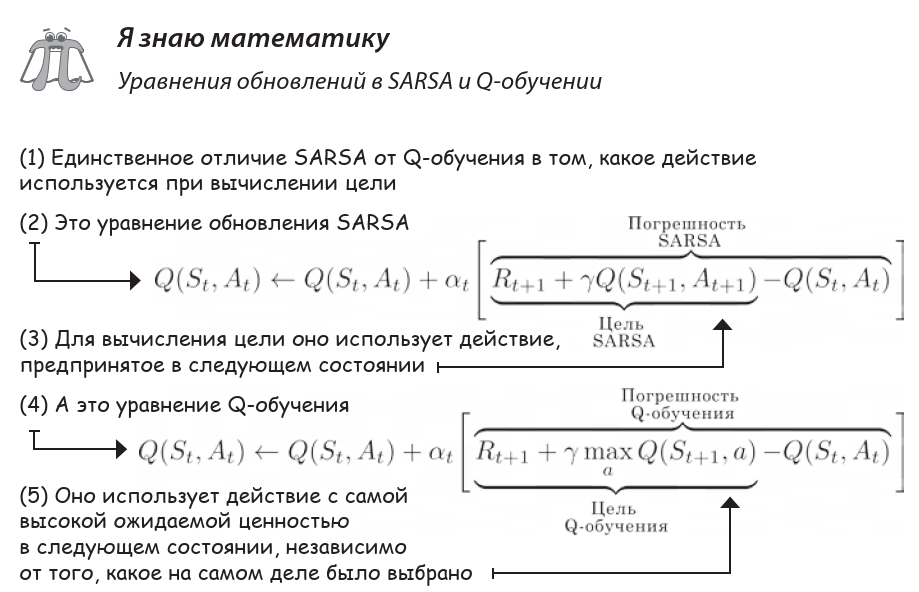 Я знаю математику
Уравнения обновлений в SARSA и Q-обучении
(1) Единственное отличие SARSA от Q-обучения в том, какое действие
используется при вычислении цели
(2) Это уравнение обновления SARSA
Погрешность
SARSA
Q(S_t, A_t) ← Q(S_t, A_t) + α_t [R_{t+1} + γQ(S_{t+1}, A_{t+1}) − Q(S_t, A_t)]
Цель
SARSA
(3) Для вычисления цели оно использует действие,
предпринятое в следующем состоянии
Погрешность
Q-обучения
(4) А это уравнение Q-обучения
Q(S_t, A_t) ← Q(S_t, A_t) + α_t [R_{t+1} + γ max_a Q(S_{t+1}, a) − Q(S_t, A_t)]
Цель
Q-обучения
(5) Оно использует действие с самой
высокой ожидаемой ценностью
в следующем состоянии, независимо
от того, какое на самом деле было выбрано